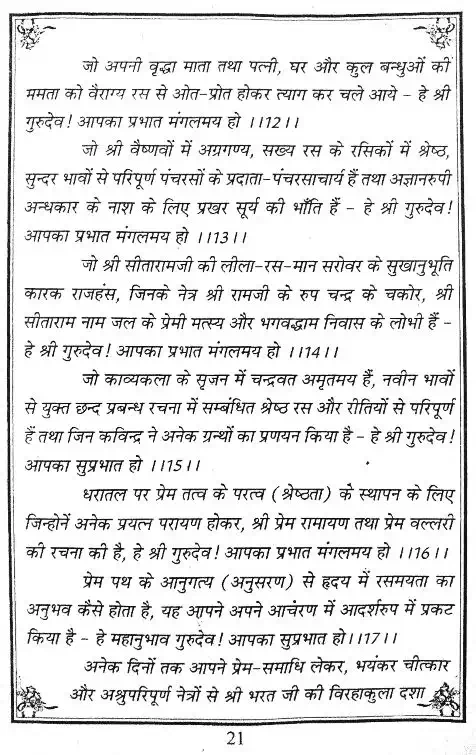 जो अपनी वृद्धा माता तथा पत्नी, घर और कुल बन्धुओं की
ममता को वैराग्य रस से ओत-प्रोत होकर त्याग कर चले आये - हे श्री
गुरुदेव! आपका प्रभात मंगलमय हो ।।12।।
जो श्री वैष्णवों में अग्रगण्य, सख्य रस के रसिकों में श्रेष्ठ,
सुन्दर भावों से परिपूर्ण पंचरसों के प्रदाता-पंचरसाचार्य हैं तथा अज्ञानरुपी
अन्धकार के नाश के लिए प्रखर सूर्य की भाँति हैं - हे श्री गुरुदेव!
आपका प्रभात मंगलमय हो ।।13।।
जो श्री सीतारामजी की लीला-रस-मान सरोवर के सुखानुभूति
कारक राजहंस, जिनके नेत्र श्री रामजी के रुप चन्द्र के चकोर, श्री
सीताराम नाम जल के प्रेमी मत्स्य और भगवद्धाम निवास के लोभी हैं -
हे श्री गुरुदेव! आपका प्रभात मंगलमय हो ।।14।।
जो काव्यकला के सृजन में चन्द्रवत अमृतमय हैं, नवीन भावों
से युक्त छन्द प्रबन्ध रचना में सम्बंधित श्रेष्ठ रस और रीतियों से परिपूर्ण
हैं तथा जिन कविन्द्र ने अनेक ग्रन्थों का प्रणयन किया है - हे श्री गुरुदेव!
आपका सुप्रभात हो ।।15।।
धरातल पर प्रेम तत्व के परत्व (श्रेष्ठता) के स्थापन के लिए
जिन्होनें अनेक प्रयत्न परायण होकर, श्री प्रेम रामायण तथा प्रेम वल्लरी
की रचना की है, हे श्री गुरुदेव! आपका प्रभात मंगलमय हो ।।16।।
प्रेम पथ के आनुगत्य (अनुसरण) से हृदय में रसमयता का
अनुभव कैसे होता है, यह आपने अपने आचंरण में आदर्शरुप में प्रकट
किया है - हे महानुभाव गुरुदेव! आपका सुप्रभात हो।।17।।
अनेक दिनों तक आपने प्रेम-समाधि लेकर, भयंकर चीत्कार
और अश्रुपरिपूर्ण नेत्रों से श्री भरत जी की विरहाकुला दशा
21